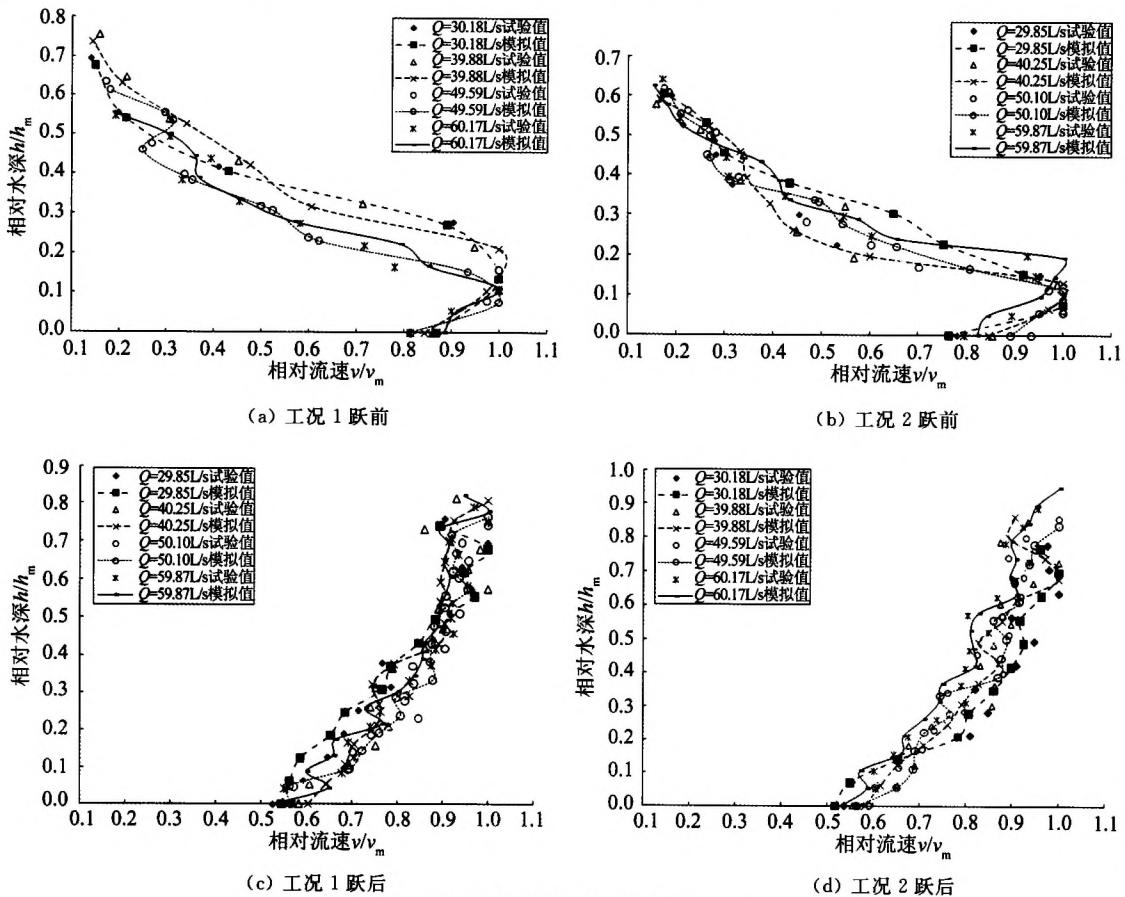 0.8
0.7
0.6
0.5
0.4
0.3
0.2
0.1
0.0
相对水深h/hm
0.1 0.2 0.3 0.4 0.5 0.6 0.7 0.8 0.9 1.0 1.1
相对流速v/vm
Q=30.18L/s试验值
Q=30.18L/s模拟值
Q=39.88L/s试验值
Q=39.88L/s模拟值
Q=49.59L/s试验值
Q=49.59L/s模拟值
Q=60.17L/s试验值
Q=60.17L/s模拟值
(a) 工况 1 跃前
0.8
0.7
0.6
0.5
0.4
0.3
0.2
0.1
0.0
相对水深h/hm
0.1 0.2 0.3 0.4 0.5 0.6 0.7 0.8 0.9 1.0 1.1
相对流速v/vm
Q=29.85L/s试验值
Q=29.85L/s模拟值
Q=40.25L/s试验值
Q=40.25L/s模拟值
Q=50.10L/s试验值
Q=50.10L/s模拟值
Q=59.87L/s试验值
Q=59.87L/s模拟值
(b) 工况 2 跃前
0.9
0.8
0.7
0.6
0.5
0.4
0.3
0.2
0.1
0.0
相对水深h/hm
0.1 0.2 0.3 0.4 0.5 0.6 0.7 0.8 0.9 1.0 1.1
相对流速v/vm
Q=29.85L/s试验值
Q=29.85L/s模拟值
Q=40.25L/s试验值
Q=40.25L/s模拟值
Q=50.10L/s试验值
Q=50.10L/s模拟值
Q=59.87L/s试验值
Q=59.87L/s模拟值
(c) 工况 1 跃后
1.0
0.9
0.8
0.7
0.6
0.5
0.4
0.3
0.2
0.1
0.0
相对水深h/hm
0.1 0.2 0.3 0.4 0.5 0.6 0.7 0.8 0.9 1.0 1.1
相对流速v/vm
Q=30.18L/s试验值
Q=30.18L/s模拟值
Q=39.88L/s试验值
Q=39.88L/s模拟值
Q=49.59L/s试验值
Q=49.59L/s模拟值
Q=60.17L/s试验值
Q=60.17L/s模拟值
(d) 工况 2 跃后